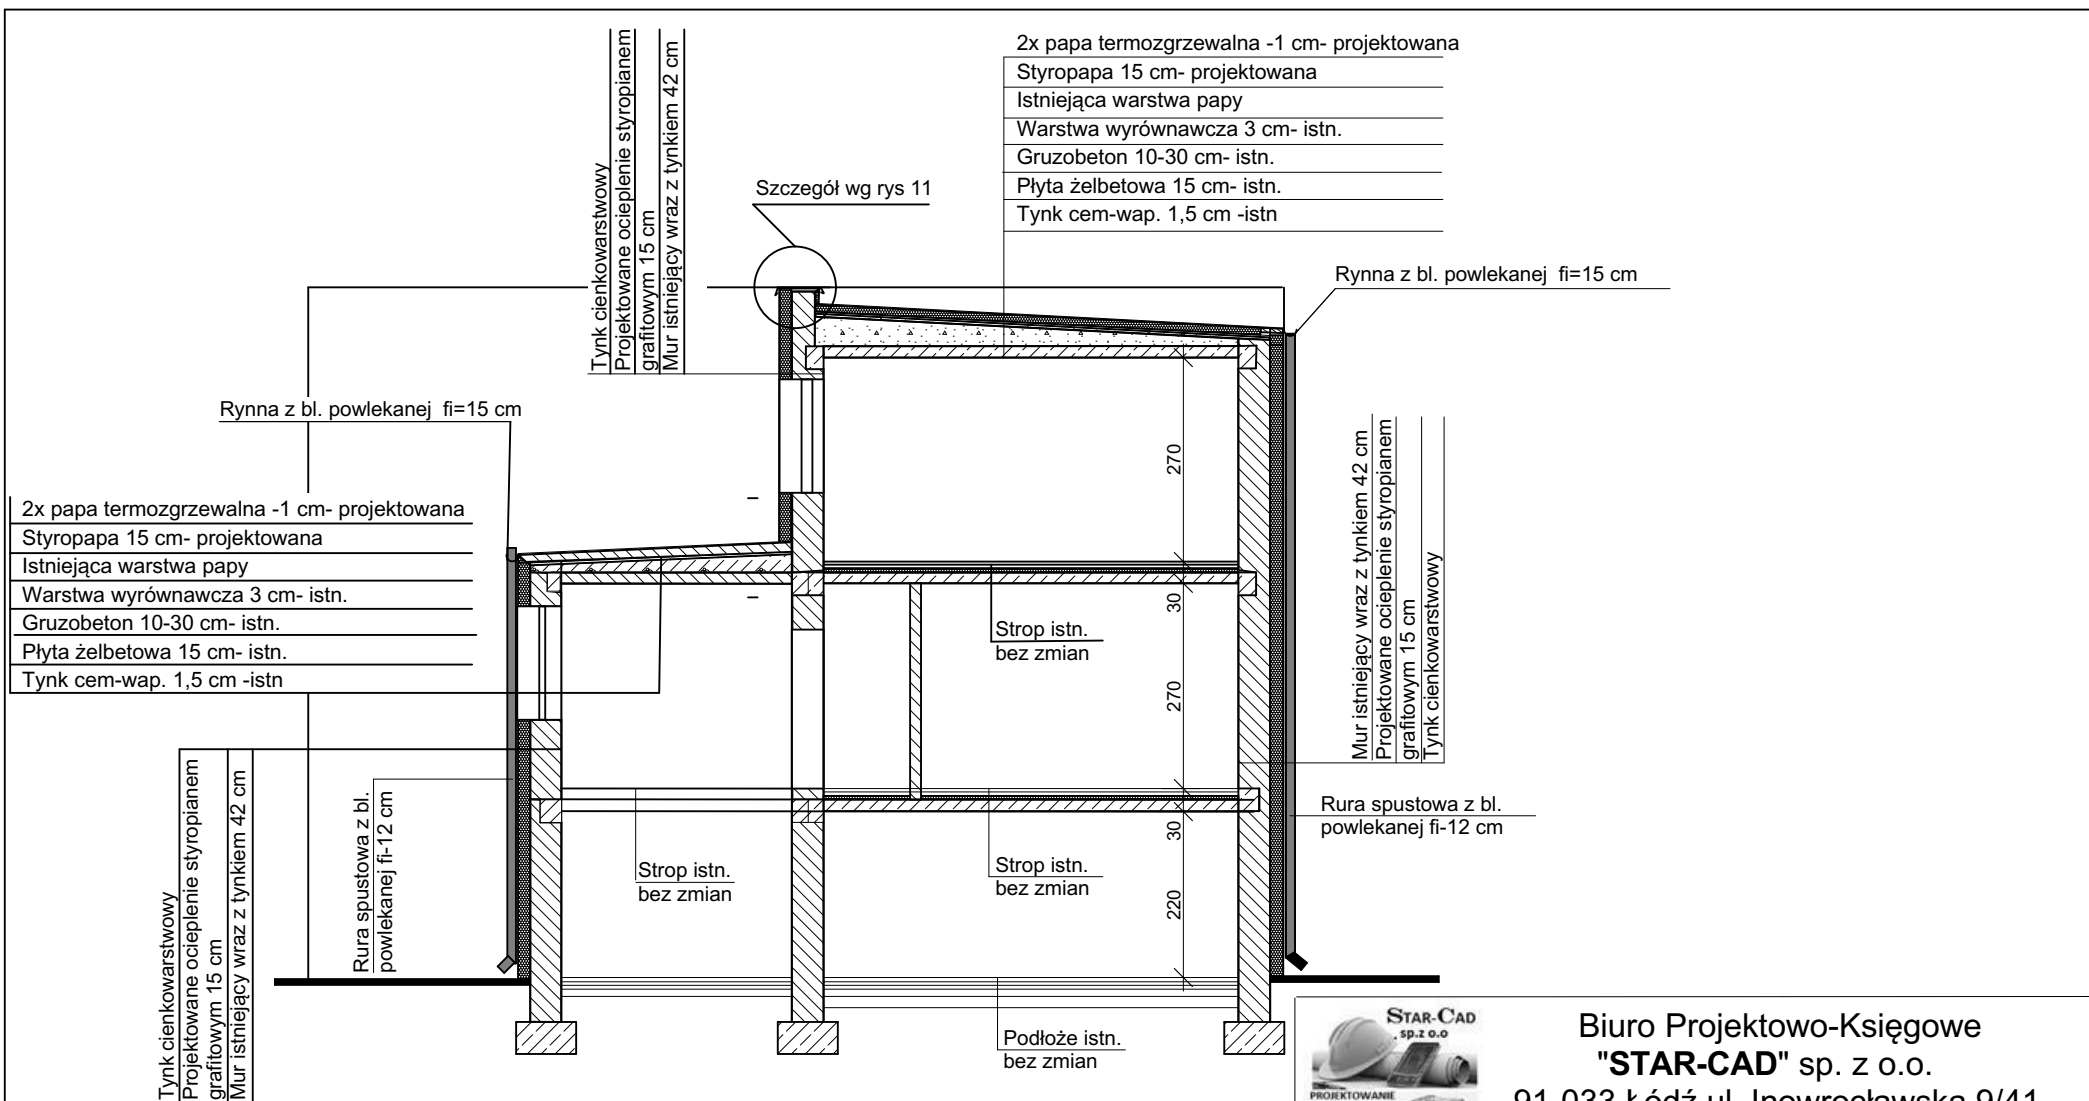 Tynk cienkowarstwowy
Projektowane ocieplenie styropianem
grafitowym 15 cm
Mur istniejący wraz z tynkiem 42 cm
2x papa termozgrzewalna -1 cm- projektowana
Styropapa 15 cm- projektowana
Istniejąca warstwa papy
Warstwa wyrównawcza 3 cm- istn.
Gruzobeton 10-30 cm- istn.
Płyta żelbetowa 15 cm- istn.
Tynk cem-wap. 1,5 cm -istn
Szczegół wg rys 11
Rynna z bl. powlekanej fi=15 cm
Rynna z bl. powlekanej fi=15 cm
2x papa termozgrzewalna -1 cm- projektowana
Styropapa 15 cm- projektowana
Istniejąca warstwa papy
Warstwa wyrównawcza 3 cm- istn.
Gruzobeton 10-30 cm- istn.
Płyta żelbetowa 15 cm- istn.
Tynk cem-wap. 1,5 cm -istn
270
30
270
30
220
Strop istn.
bez zmian
Mur istniejący wraz z tynkiem 42 cm
Projektowane ocieplenie styropianem
grafitowym 15 cm
Tynk cienkowarstwowy
Rura spustowa z bl.
powlekanej fi-12 cm
Strop istn.
bez zmian
Strop istn.
bez zmian
Rura spustowa z bl.
powlekanej fi-12 cm
Tynk cienkowarstwowy
Projektowane ocieplenie styropianem
grafitowym 15 cm
Mur istniejący wraz z tynkiem 42 cm
Podłoże istn.
bez zmian
STAR-CAD
sp.z o.o
PROJEKTOWANIE
Biuro Projektowo-Księgowe
"STAR-CAD" sp. z o.o.
91-033 Łódź ul. Inowrocławska 9/41